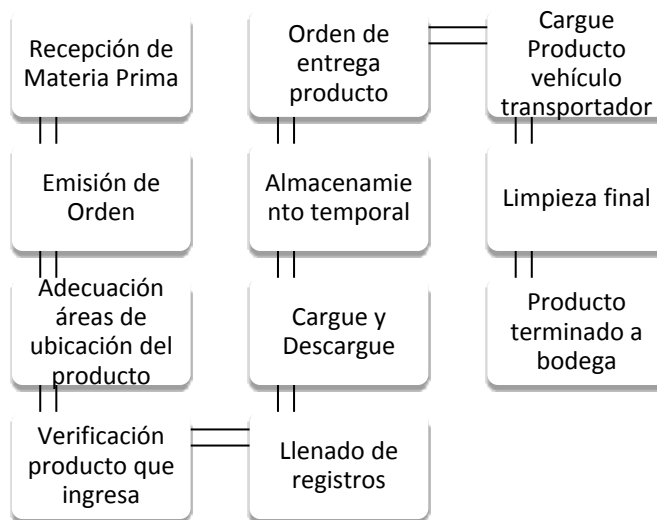 Recepción de
Materia Prima
Emisión de
Orden
Adecuación
áreas de
ubicación del
producto
Verificación
producto que
ingresa
Llenado de
registros
Cargue y
Descargue
Almacenamie
nto temporal
Orden de
entrega
producto
Cargue
Producto
vehículo
transportador
Limpieza final
Producto
terminado a
bodega